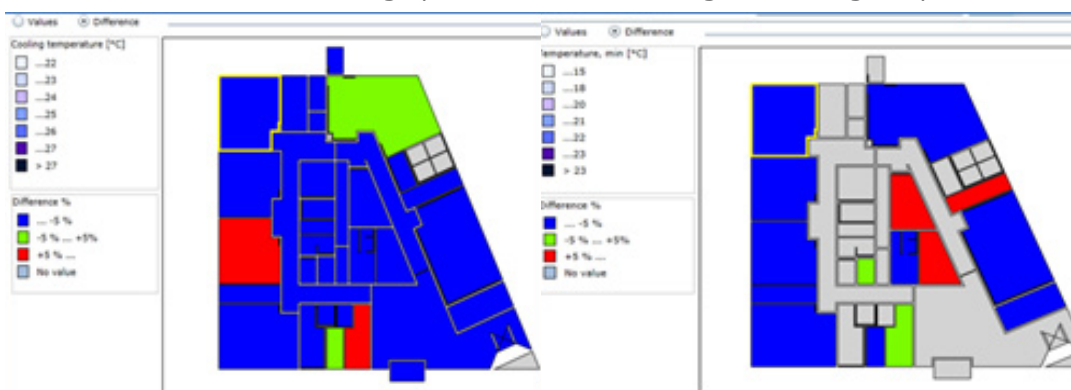 Values Difference
Cooling temperature [°C]
...22
...23
...24
...25
...26
...27
> 27
Difference %
... -5 %
-5 % ... +5%
+5 % ...
No value
Values Difference
Temperature, min [°C]
...15
...18
...20
...21
...22
...23
> 23
Difference %
... -5 %
-5 % ... +5%
+5 % ...
No value